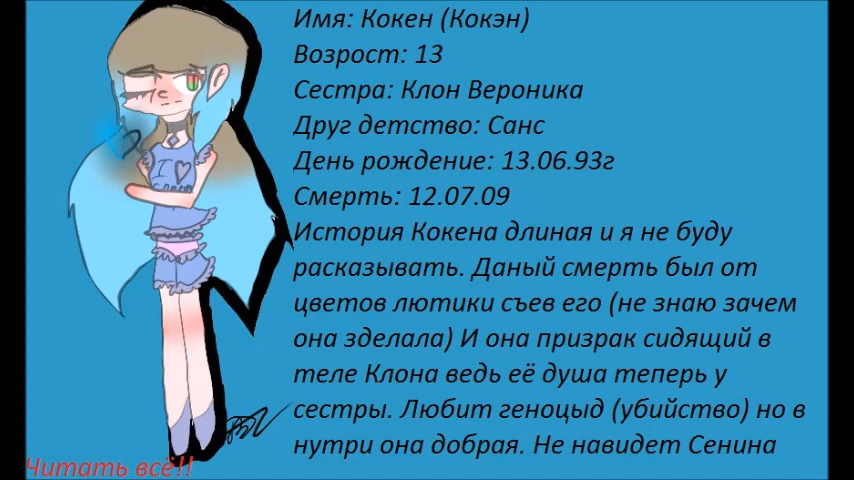 Имя: Кокен (Кокэн)
Возрост: 13
Сестра: Клон Вероника
Друг детство: Санс
День рождение: 13.06.93г
Смерть: 12.07.09
История Кокена длиная и я не буду
расказывать. Даный смерть был от
цветов лютики съев его (не знаю зачем
она зделала) И она призрак сидящий в
теле Клона ведь её душа теперь у
сестры. Любит геноцыд (убийство) но в
нутри она добрая. Не навидет Сенина
Читать всё!!